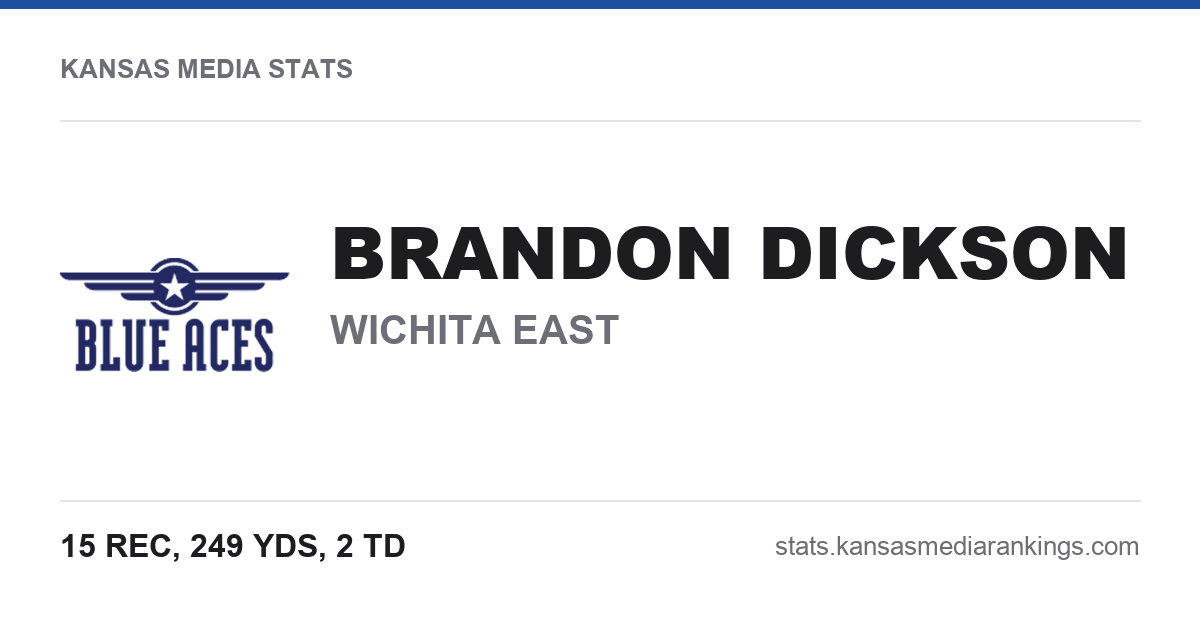 KANSAS MEDIA STATS
BRANDON DICKSON
WICHITA EAST
BLUE ACES
15 REC, 249 YDS, 2 TD
stats.kansasmediarankings.com